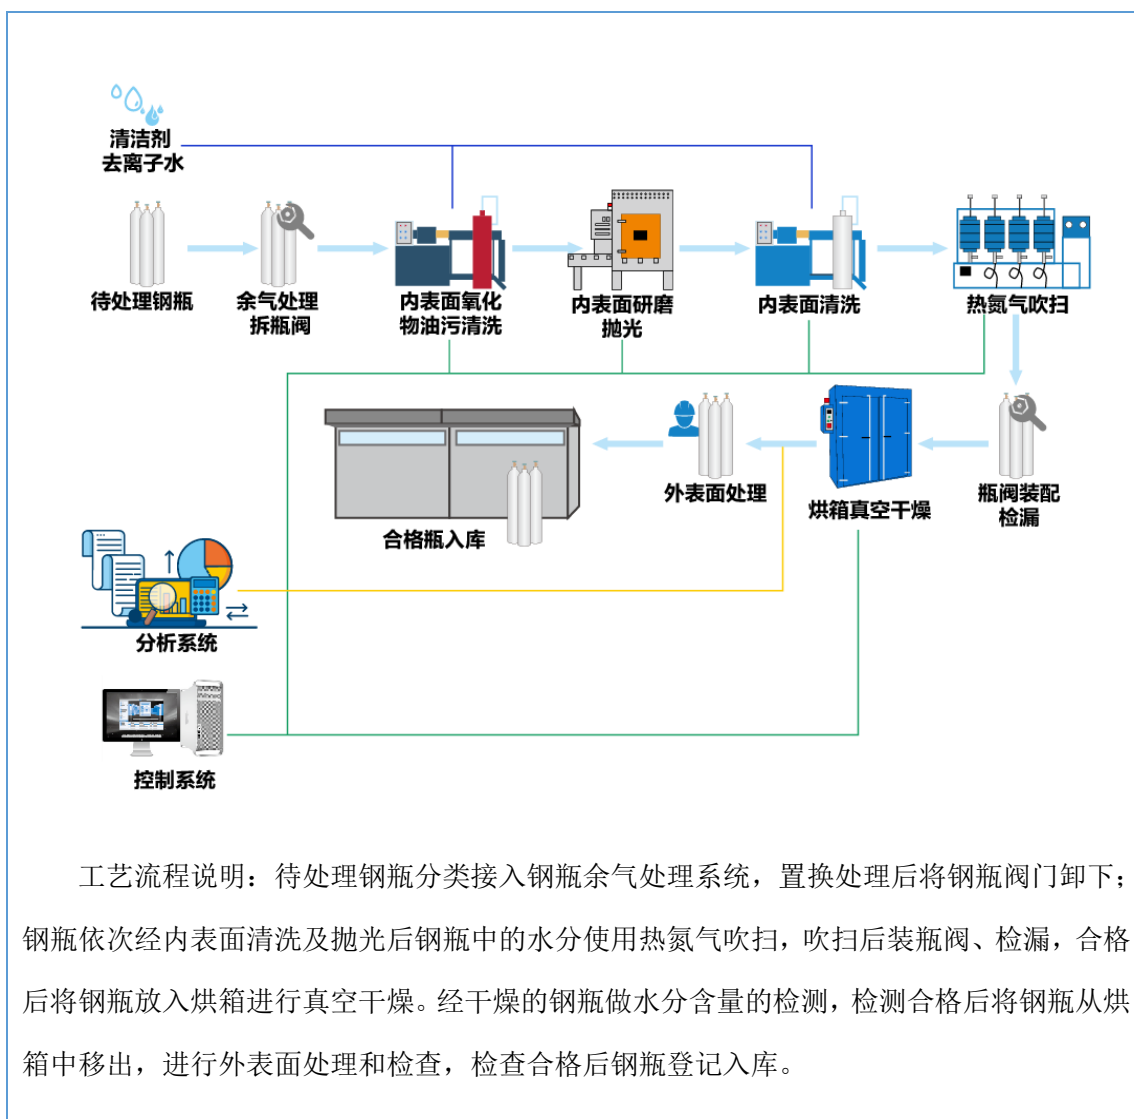 清洁剂
去离子水
待处理钢瓶
余气处理
拆瓶阀
内表面氧化
物油污清洗
内表面研磨
抛光
内表面清洗
热氮气吹扫
合格瓶入库
外表面处理
烘箱真空干燥
瓶阀装配
检漏
分析系统
控制系统
工艺流程说明：待处理钢瓶分类接入钢瓶余气处理系统，置换处理后将钢瓶阀门卸下；
钢瓶依次经内表面清洗及抛光后钢瓶中的水分使用热氮气吹扫，吹扫后装瓶阀、检漏，合格
后将钢瓶放入烘箱进行真空干燥。经干燥的钢瓶做水分含量的检测，检测合格后将钢瓶从烘
箱中移出，进行外表面处理和检查，检查合格后钢瓶登记入库。